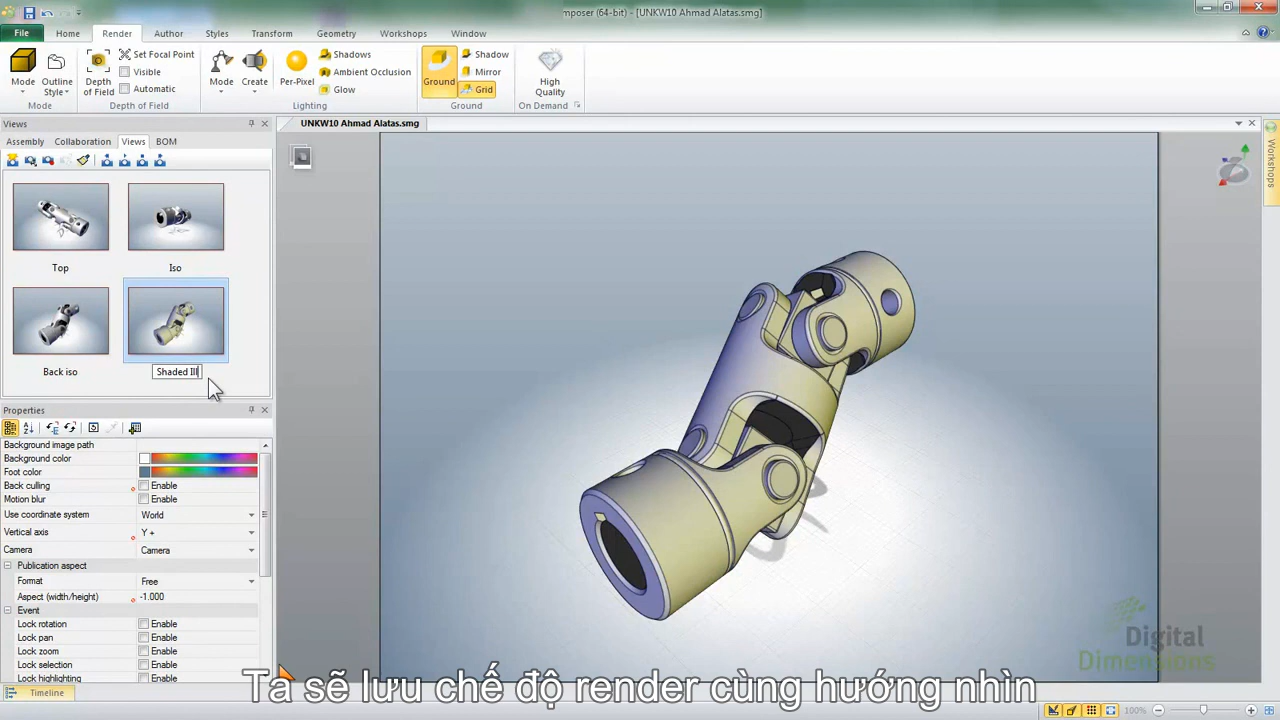 mposer (64-bit) - [UNKW10 Ahmad Alatas.smg]
File Home Render Author Styles Transform Geometry Workshops Window
Mode
Outline Style
Mode
Depth of Field
Set Focal Point
Visible
Automatic
Depth of Field
Mode
Create
Per-Pixel
Shadows
Ambient Occlusion
Glow
Lighting
Ground
Shadow
Mirror
Grid
Ground
High Quality
On Demand
Views
Assembly Collaboration Views BOM
Top Iso
Back iso Shaded Ill
UNKW10 Ahmad Alatas.smg
Workshops
Properties
Background image path
Background color
Foot color
Back culling Enable
Motion blur Enable
Use coordinate system World
Vertical axis Y +
Camera Camera
Publication aspect
Format Free
Aspect (width/height) -1.000
Event
Lock rotation Enable
Lock pan Enable
Lock zoom Enable
Lock selection Enable
Lock highlighting
Digital
Dimensions
Ta sẽ lưu chế độ render cùng hướng nhìn
Timeline
100%